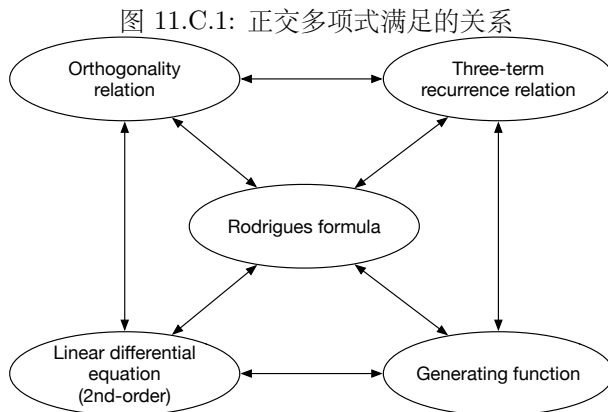 图 11.C.1: 正交多项式满足的关系
Orthogonality
relation
Three-term
recurrence relation
Rodrigues formula
Linear differential
equation
(2nd-order)
Generating function